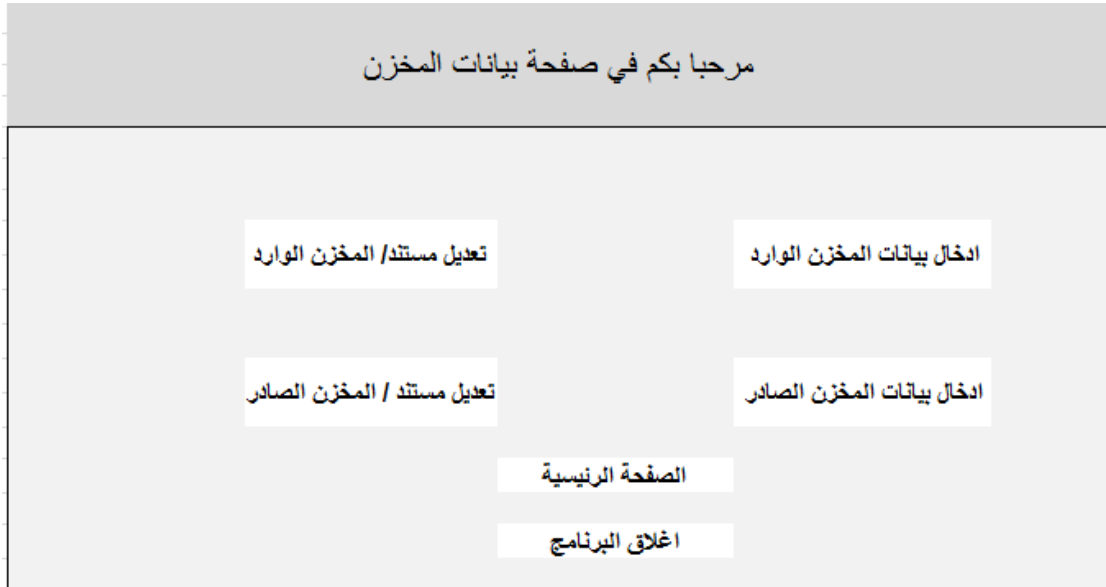 مرحبا بكم في صفحة بيانات المخزن
ادخال بيانات المخزن الوارد
تعديل مستند/ المخزن الوارد
ادخال بيانات المخزن الصادر
تعديل مستند / المخزن الصادر
الصفحة الرئيسية
اغلاق البرنامج